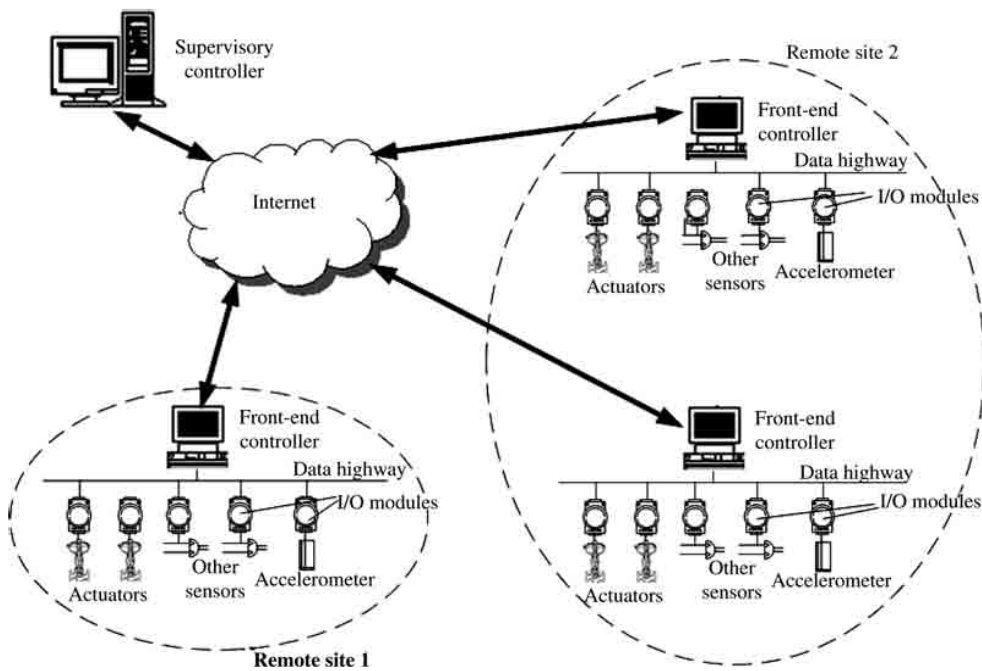 Supervisory
controller
Internet
Remote site 2
Front-end
controller
Data highway
I/O modules
Actuators
Other
sensors
Accelerometer
Front-end
controller
Data highway
I/O modules
Actuators
Other
sensors
Accelerometer
Front-end
controller
Data highway
I/O modules
Actuators
Other
sensors
Accelerometer
Remote site 1